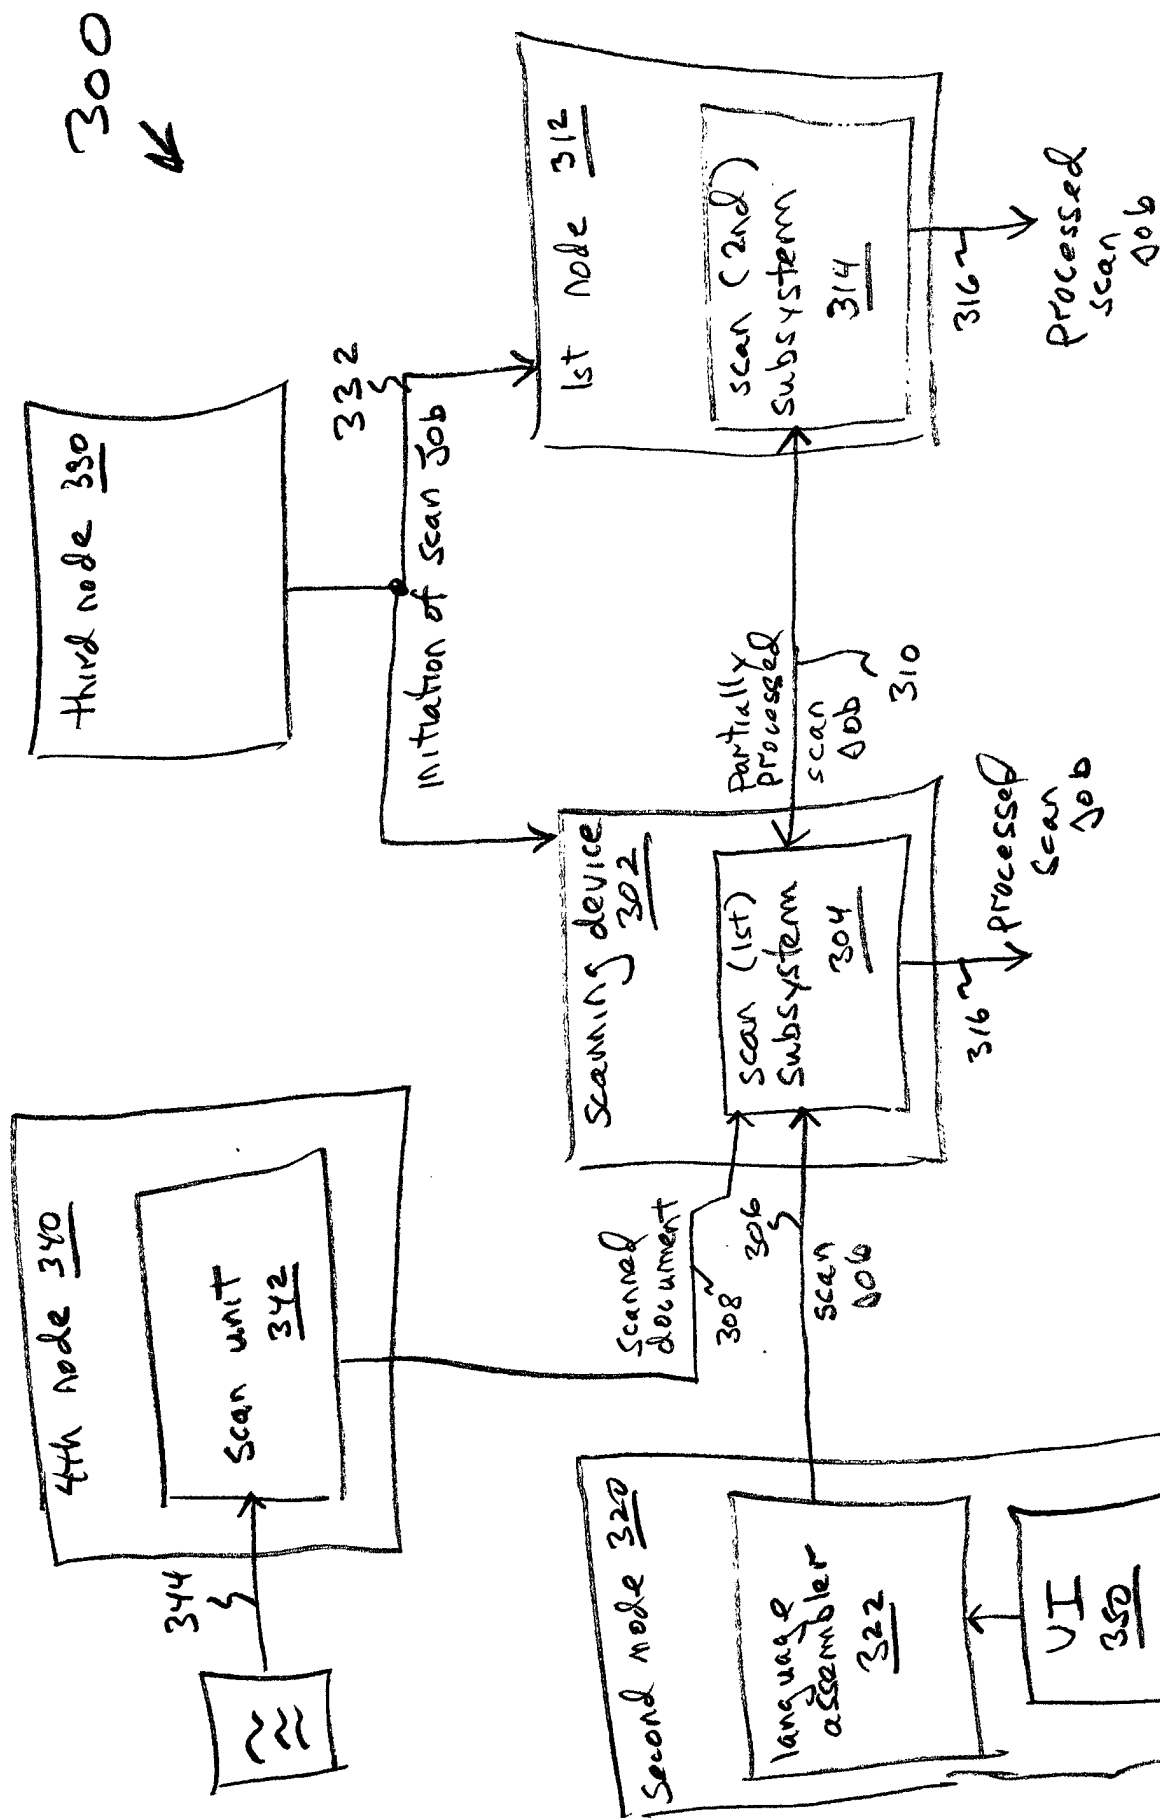 300
4th node 340
scan unit
342
344
third node 330
332
Initiation of scan Job
1st node 312
scan (2nd)
subsystem
314
316
Processed
scan
Job
Scanning device
302
scan (1st)
subsystem
304
316
Processed
scan
Job
Partially
processed
scan
Job
310
Scanned
document
308
306
scan
Job
Second node 320
language
assembler
322
UI
350